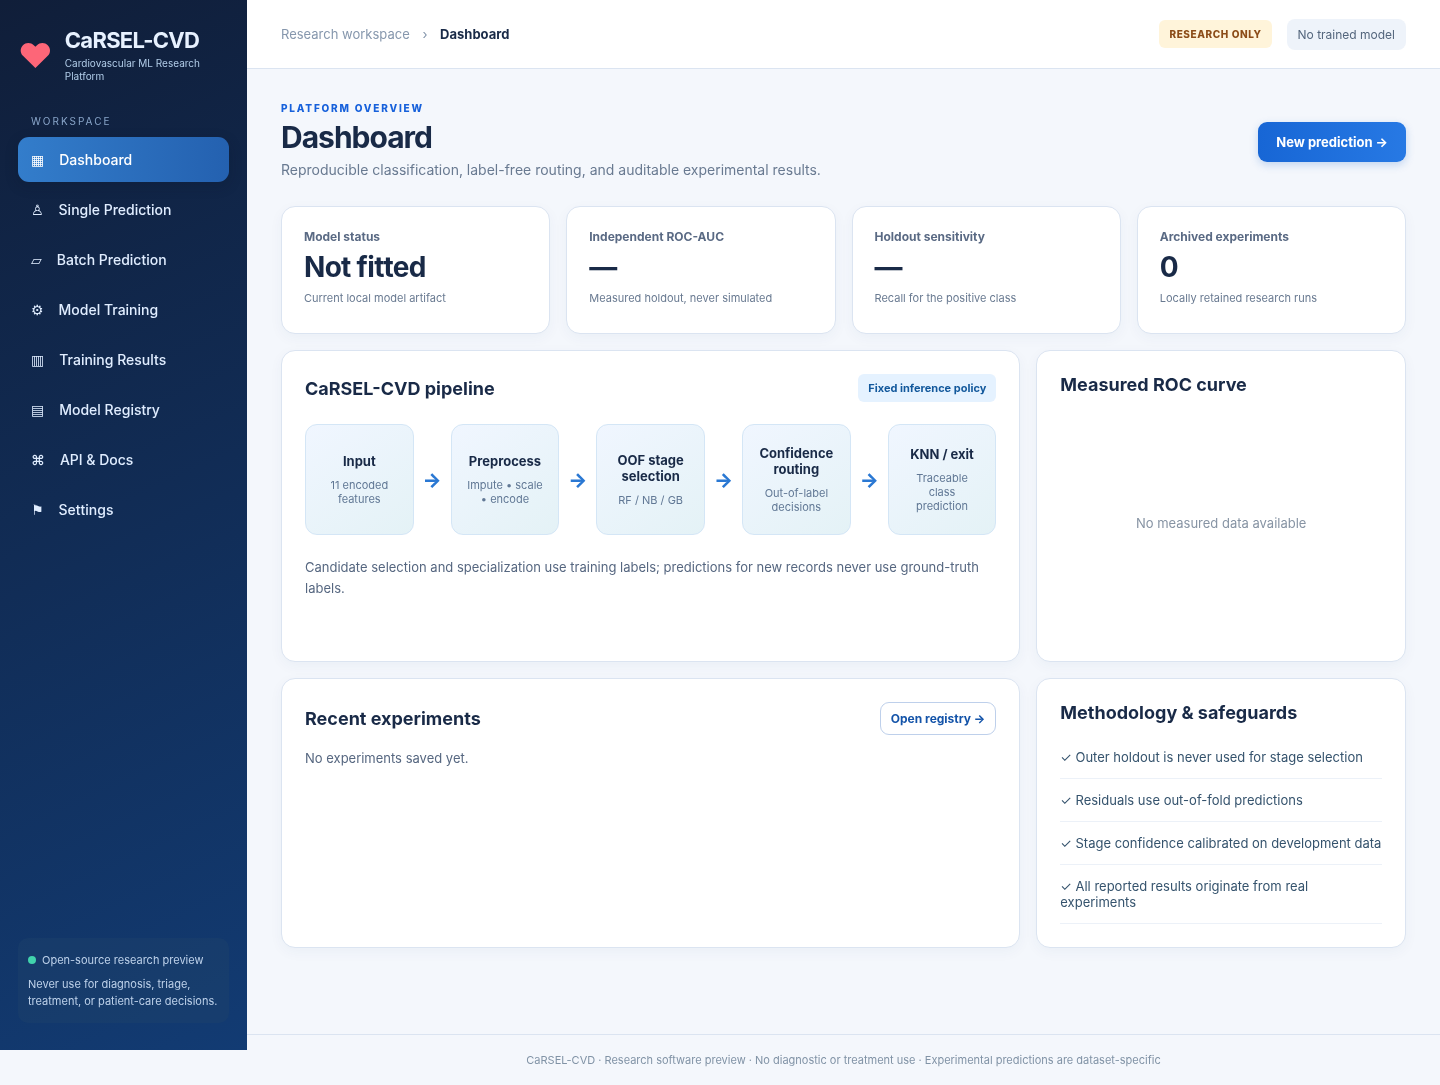 CaRSEL-CVD
Cardiovascular ML Research
Platform
WORKSPACE
Dashboard
Single Prediction
Batch Prediction
Model Training
Training Results
Model Registry
API & Docs
Settings
Open-source research preview
Never use for diagnosis, triage,
treatment, or patient-care decisions.
Research workspace › Dashboard
RESEARCH ONLY
No trained model
PLATFORM OVERVIEW
Dashboard
Reproducible classification, label-free routing, and auditable experimental results.
New prediction →
Model status
Not fitted
Current local model artifact
Independent ROC-AUC
—
Measured holdout, never simulated
Holdout sensitivity
—
Recall for the positive class
Archived experiments
0
Locally retained research runs
CaRSEL-CVD pipeline
Fixed inference policy
Input
11 encoded
features
→
Preprocess
Impute • scale
• encode
→
OOF stage
selection
RF / NB / GB
→
Confidence
routing
Out-of-label
decisions
→
KNN / exit
Traceable
class
prediction
Candidate selection and specialization use training labels; predictions for new records never use ground-truth
labels.
Measured ROC curve
No measured data available
Recent experiments
Open registry →
No experiments saved yet.
Methodology & safeguards
✓ Outer holdout is never used for stage selection
✓ Residuals use out-of-fold predictions
✓ Stage confidence calibrated on development data
✓ All reported results originate from real
experiments
CaRSEL-CVD · Research software preview · No diagnostic or treatment use · Experimental predictions are dataset-specific